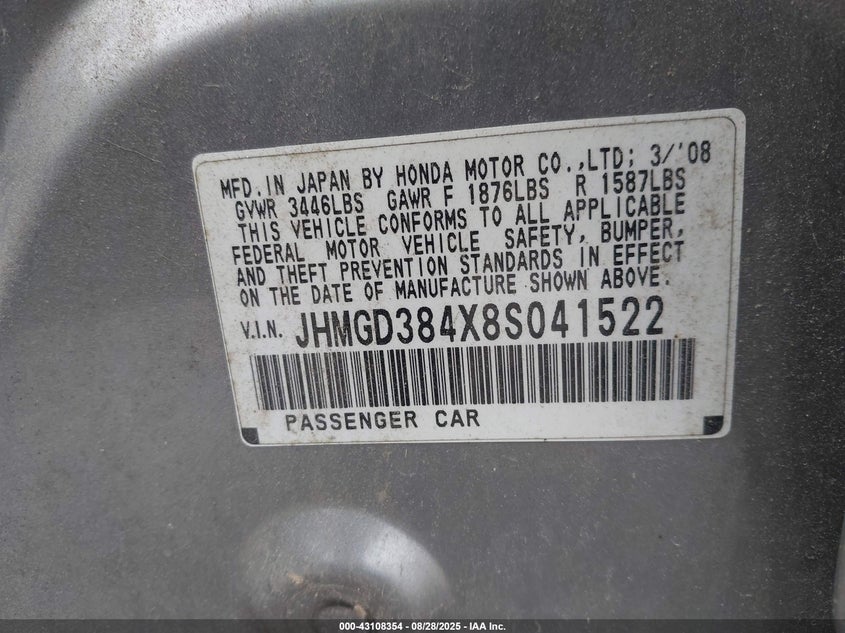 MFD. IN JAPAN BY HONDA MOTOR CO.,LTD; 3/'08
GVWR 3446LBS GAWR F 1876LBS R 1587LBS
THIS VEHICLE CONFORMS TO ALL APPLICABLE
FEDERAL MOTOR VEHICLE SAFETY, BUMPER,
AND THEFT PREVENTION STANDARDS IN EFFECT
ON THE DATE OF MANUFACTURE SHOWN ABOVE.
V.I.N. JHMGD384X8S041522
PASSENGER CAR
000-43108354 | 08/28/2025 - IAA Inc.